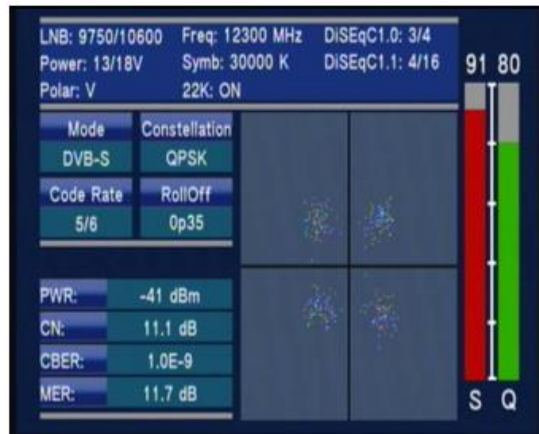 LNB: 9750/10600 Freq: 12300 MHz DiSEqC1.0: 3/4
Power: 13/18V Symb: 30000 K DiSEqC1.1: 4/16
Polar: V 22K: ON
91 80
Mode Constellation
DVB-S QPSK
Code Rate RollOff
5/6 0p35
PWR: -41 dBm
CN: 11.1 dB
CBER: 1.0E-9
MER: 11.7 dB
S Q